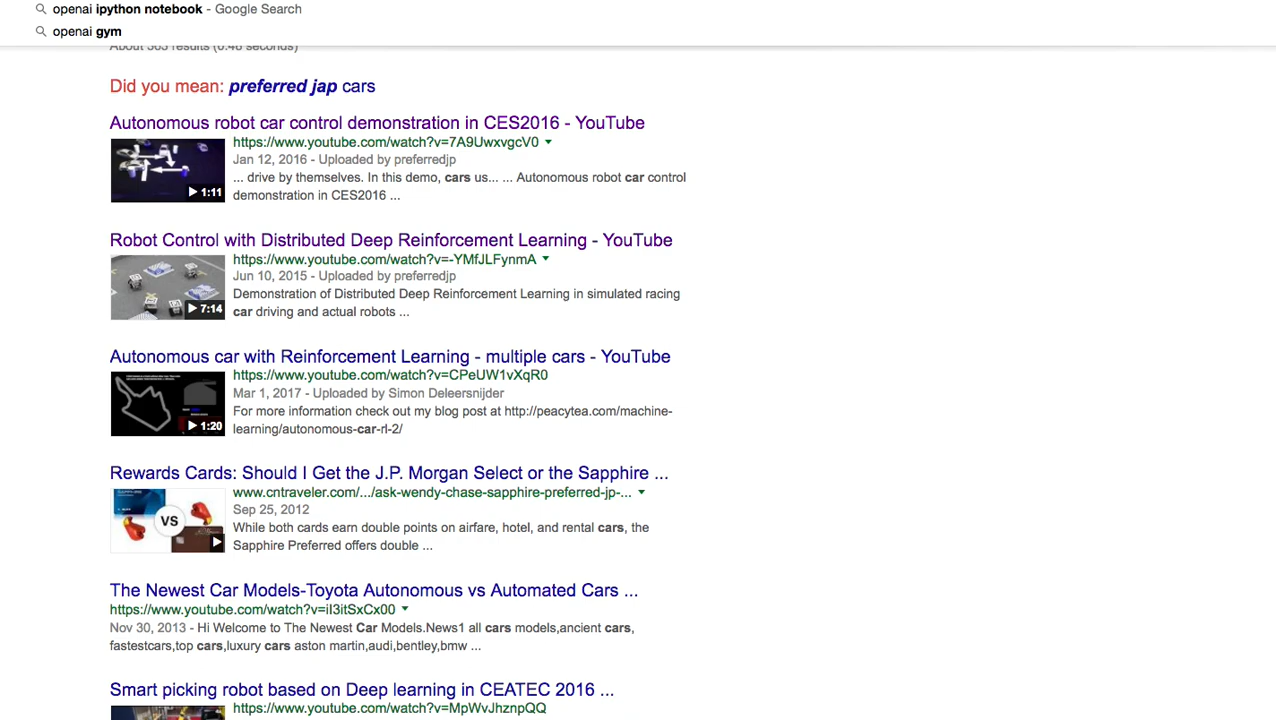 openai ipython notebook - Google Search
openai gym
About 363 results (0.48 seconds)
Did you mean: preferred jap cars
Autonomous robot car control demonstration in CES2016 - YouTube
https://www.youtube.com/watch?v=7A9UwxvgcV0
Jan 12, 2016 - Uploaded by preferredjp
... drive by themselves. In this demo, cars us... ... Autonomous robot car control
1:11
demonstration in CES2016 ...
Robot Control with Distributed Deep Reinforcement Learning - YouTube
https://www.youtube.com/watch?v=-YMfJLFynmA
Jun 10, 2015 - Uploaded by preferredjp
Demonstration of Distributed Deep Reinforcement Learning in simulated racing
7:14
car driving and actual robots ...
Autonomous car with Reinforcement Learning - multiple cars - YouTube
https://www.youtube.com/watch?v=CPeUW1vXqR0
Mar 1, 2017 - Uploaded by Simon Deleersnijder
For more information check out my blog post at http://peacytea.com/machine-
1:20
learning/autonomous-car-rl-2/
Rewards Cards: Should I Get the J.P. Morgan Select or the Sapphire ...
www.cntraveler.com/.../ask-wendy-chase-sapphire-preferred-jp-...
Sep 25, 2012
VS
While both cards earn double points on airfare, hotel, and rental cars, the
Sapphire Preferred offers double ...
The Newest Car Models-Toyota Autonomous vs Automated Cars ...
https://www.youtube.com/watch?v=iI3itSxCx00
Nov 30, 2013 - Hi Welcome to The Newest Car Models.News1 all cars models,ancient cars,
fastestcars,top cars,luxury cars aston martin,audi,bentley,bmw ...
Smart picking robot based on Deep learning in CEATEC 2016 ...
https://www.youtube.com/watch?v=MpWvJhznpQQ